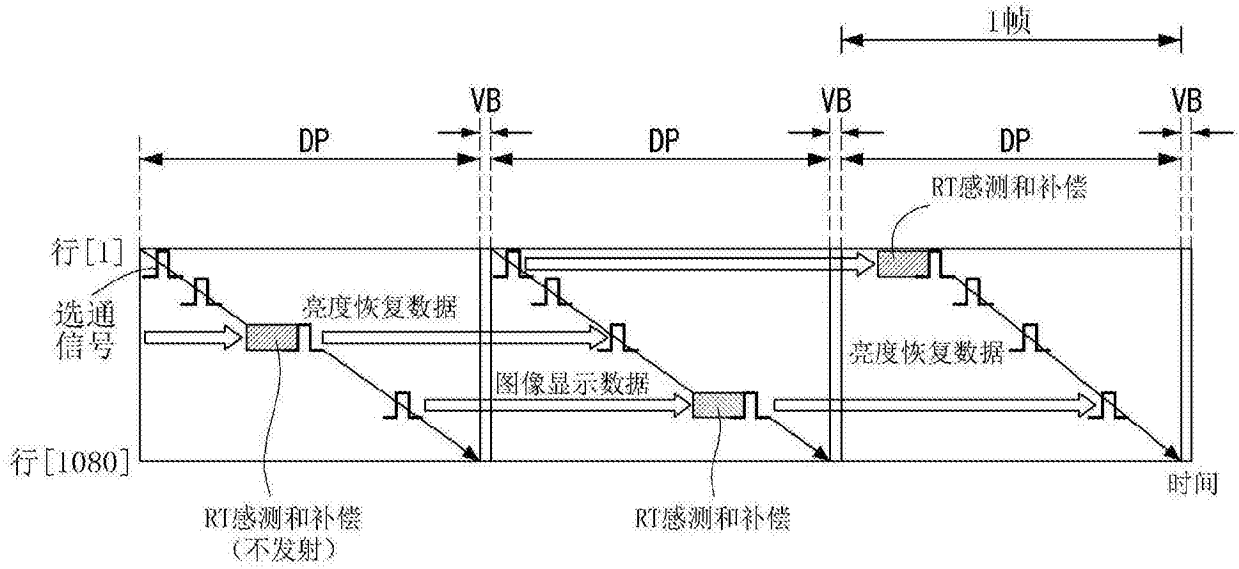 1帧
VB
VB
VB
DP
DP
DP
RT感测和补偿
行[1]
选通
信号
亮度恢复数据
亮度恢复数据
图像显示数据
行[1080]
时间
RT感测和补偿
(不发射)
RT感测和补偿